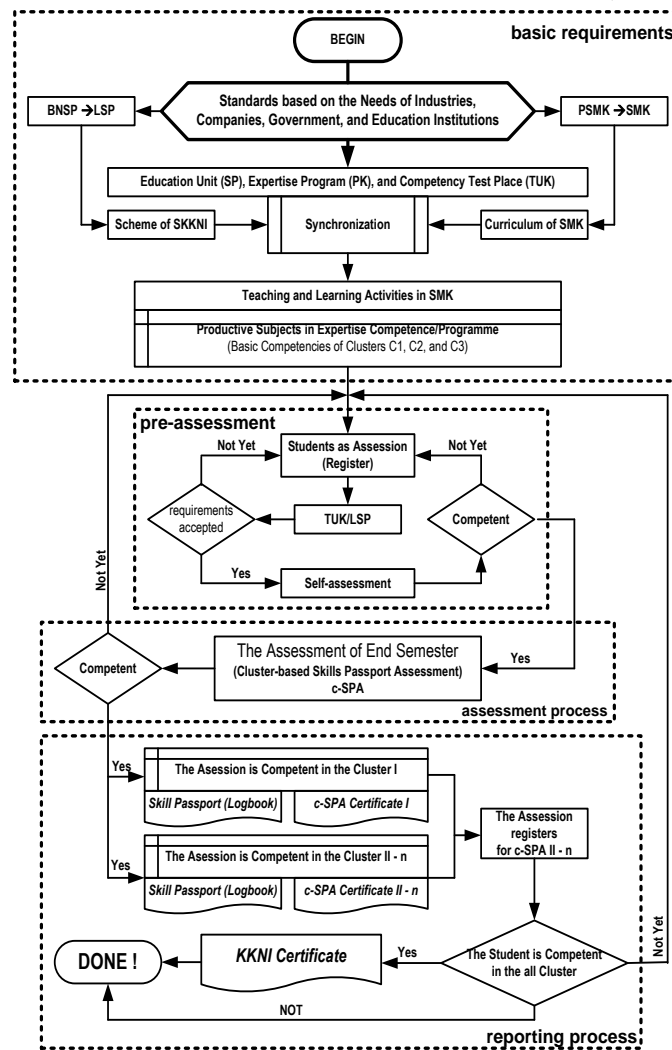 basic requirements
BEGIN
Standards based on the Needs of Industries,
Companies, Government, and Education Institutions
BNSP →LSP
PSMK →SMK
Education Unit (SP), Expertise Program (PK), and Competency Test Place (TUK)
Scheme of SKKNI
Synchronization
Curriculum of SMK
Teaching and Learning Activities in SMK
Productive Subjects in Expertise Competence/Programme
(Basic Competencies of Clusters C1, C2, and C3)
pre-assessment
Not Yet
Students as Assession
(Register)
Not Yet
requirements
accepted
TUK/LSP
Competent
Yes
Self-assessment
Not Yet
Competent
The Assessment of End Semester
(Cluster-based Skills Passport Assessment)
c-SPA
Yes
assessment process
Yes
The Asession is Competent in the Cluster I
Skill Passport (Logbook)
c-SPA Certificate I
Yes
The Asession is Competent in the Cluster II - n
Skill Passport (Logbook)
c-SPA Certificate II - n
The Assession
registers
for c-SPA II - n
Not Yet
DONE !
KKNI Certificate
Yes
The Student is Competent
in the all Cluster
NOT
reporting process